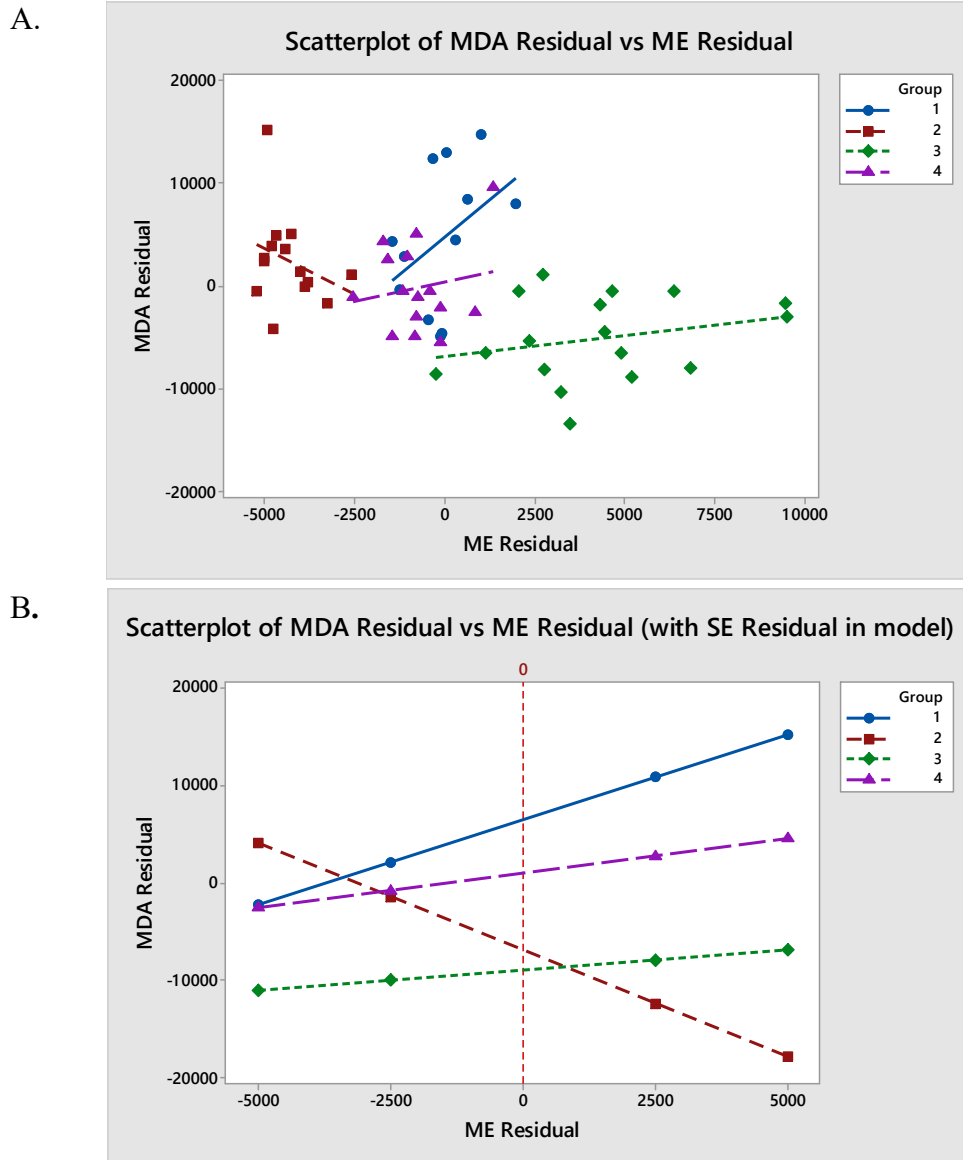 A.
Scatterplot of MDA Residual vs ME Residual
20000
10000
0
-10000
-20000
MDA Residual
-5000 -2500 0 2500 5000 7500 10000
ME Residual
Group
1
2
3
4
B.
Scatterplot of MDA Residual vs ME Residual (with SE Residual in model)
0
20000
10000
0
-10000
-20000
MDA Residual
-5000 -2500 0 2500 5000
ME Residual
Group
1
2
3
4